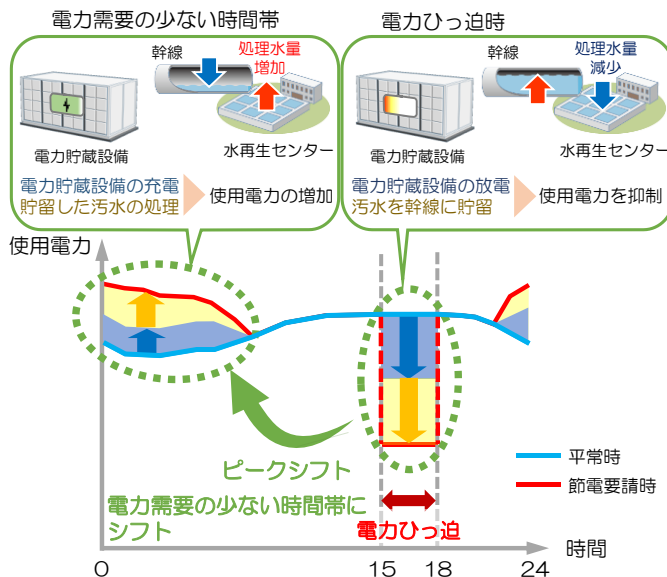 電力需要の少ない時間帯
幹線
処理水量
増加
電力貯蔵設備
水再生センター
電力貯蔵設備の充電
貯留した汚水の処理
使用電力の増加
電力ひっ迫時
幹線
処理水量
減少
電力貯蔵設備
水再生センター
電力貯蔵設備の放電
汚水を幹線に貯留
使用電力を抑制
使用電力
ピークシフト
電力需要の少ない時間帯に
シフト
電力ひっ迫
平常時
節電要請時
時間
0
15
18
24